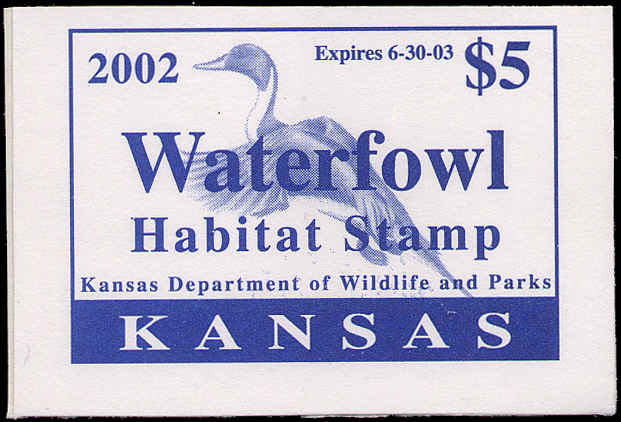 2002 Expires 6-30-03 $5
Waterfowl
Habitat Stamp
Kansas Department of Wildlife and Parks
KANSAS